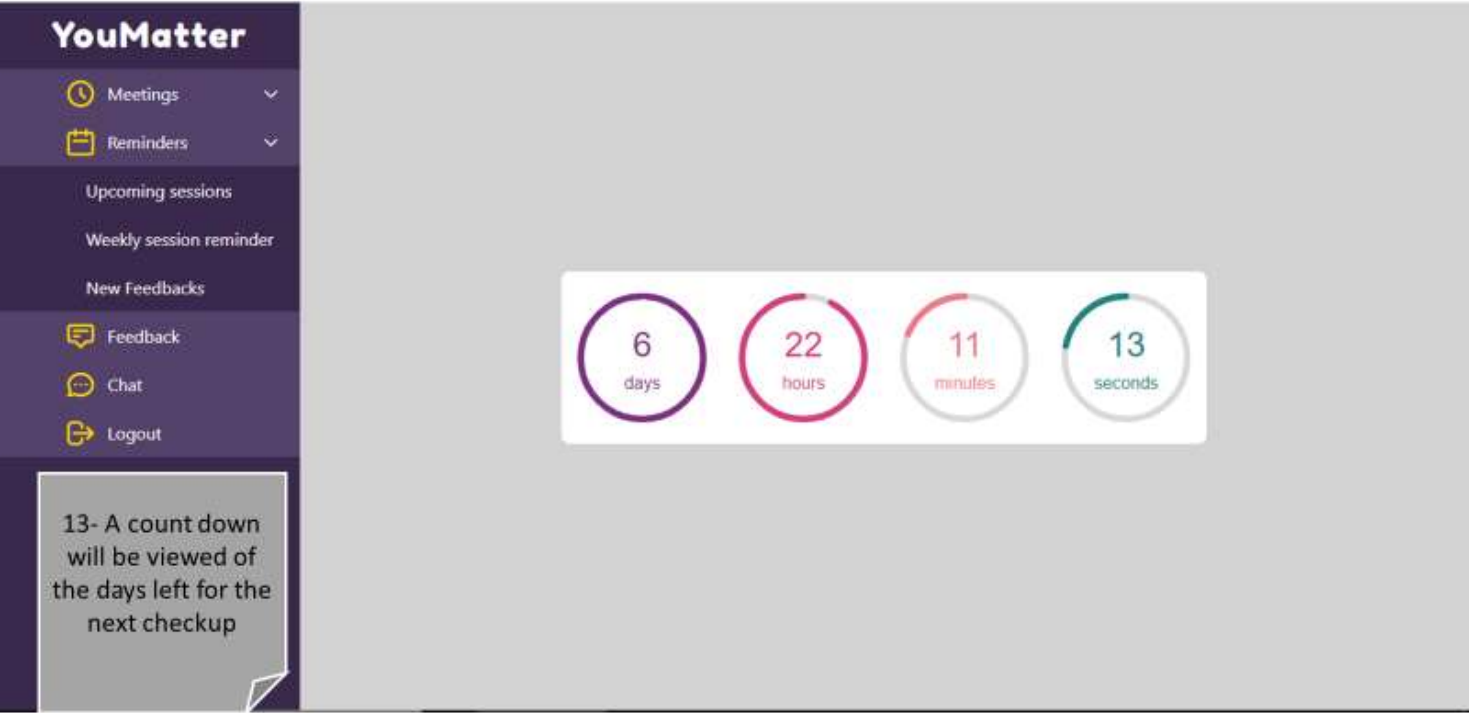 YouMatter
Meetings
Reminders
Upcoming sessions
Weekly session reminder
New Feedbacks
Feedback
Chat
Logout
13- A count down
will be viewed of
the days left for the
next checkup
6
days
22
hours
11
minutes
13
seconds